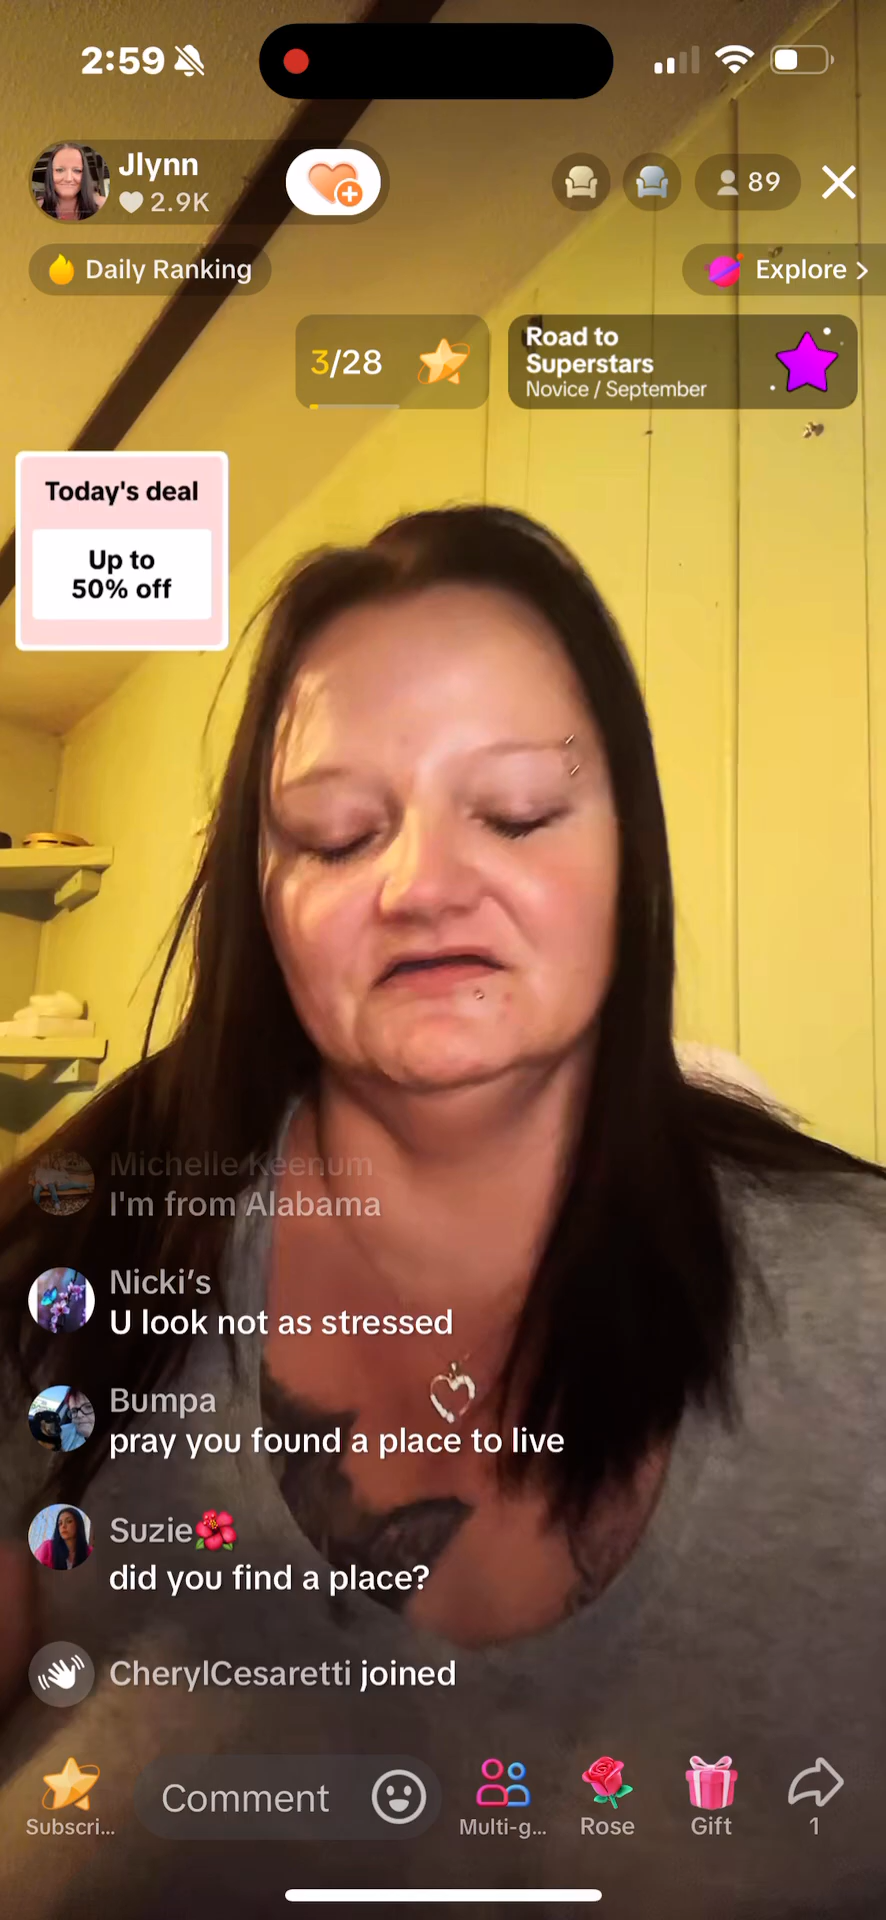 2:59
Jlynn
2.9K
89
Daily Ranking
Explore >
3/28
Road to
Superstars
Novice / September
Today's deal
Up to
50% off
Michelle Keenum
I'm from Alabama
Nicki's
U look not as stressed
Bumpa
pray you found a place to live
Suzie🌺
did you find a place?
CherylCesaretti joined
Subscri...
Comment
Multi-g...
Rose
Gift
1